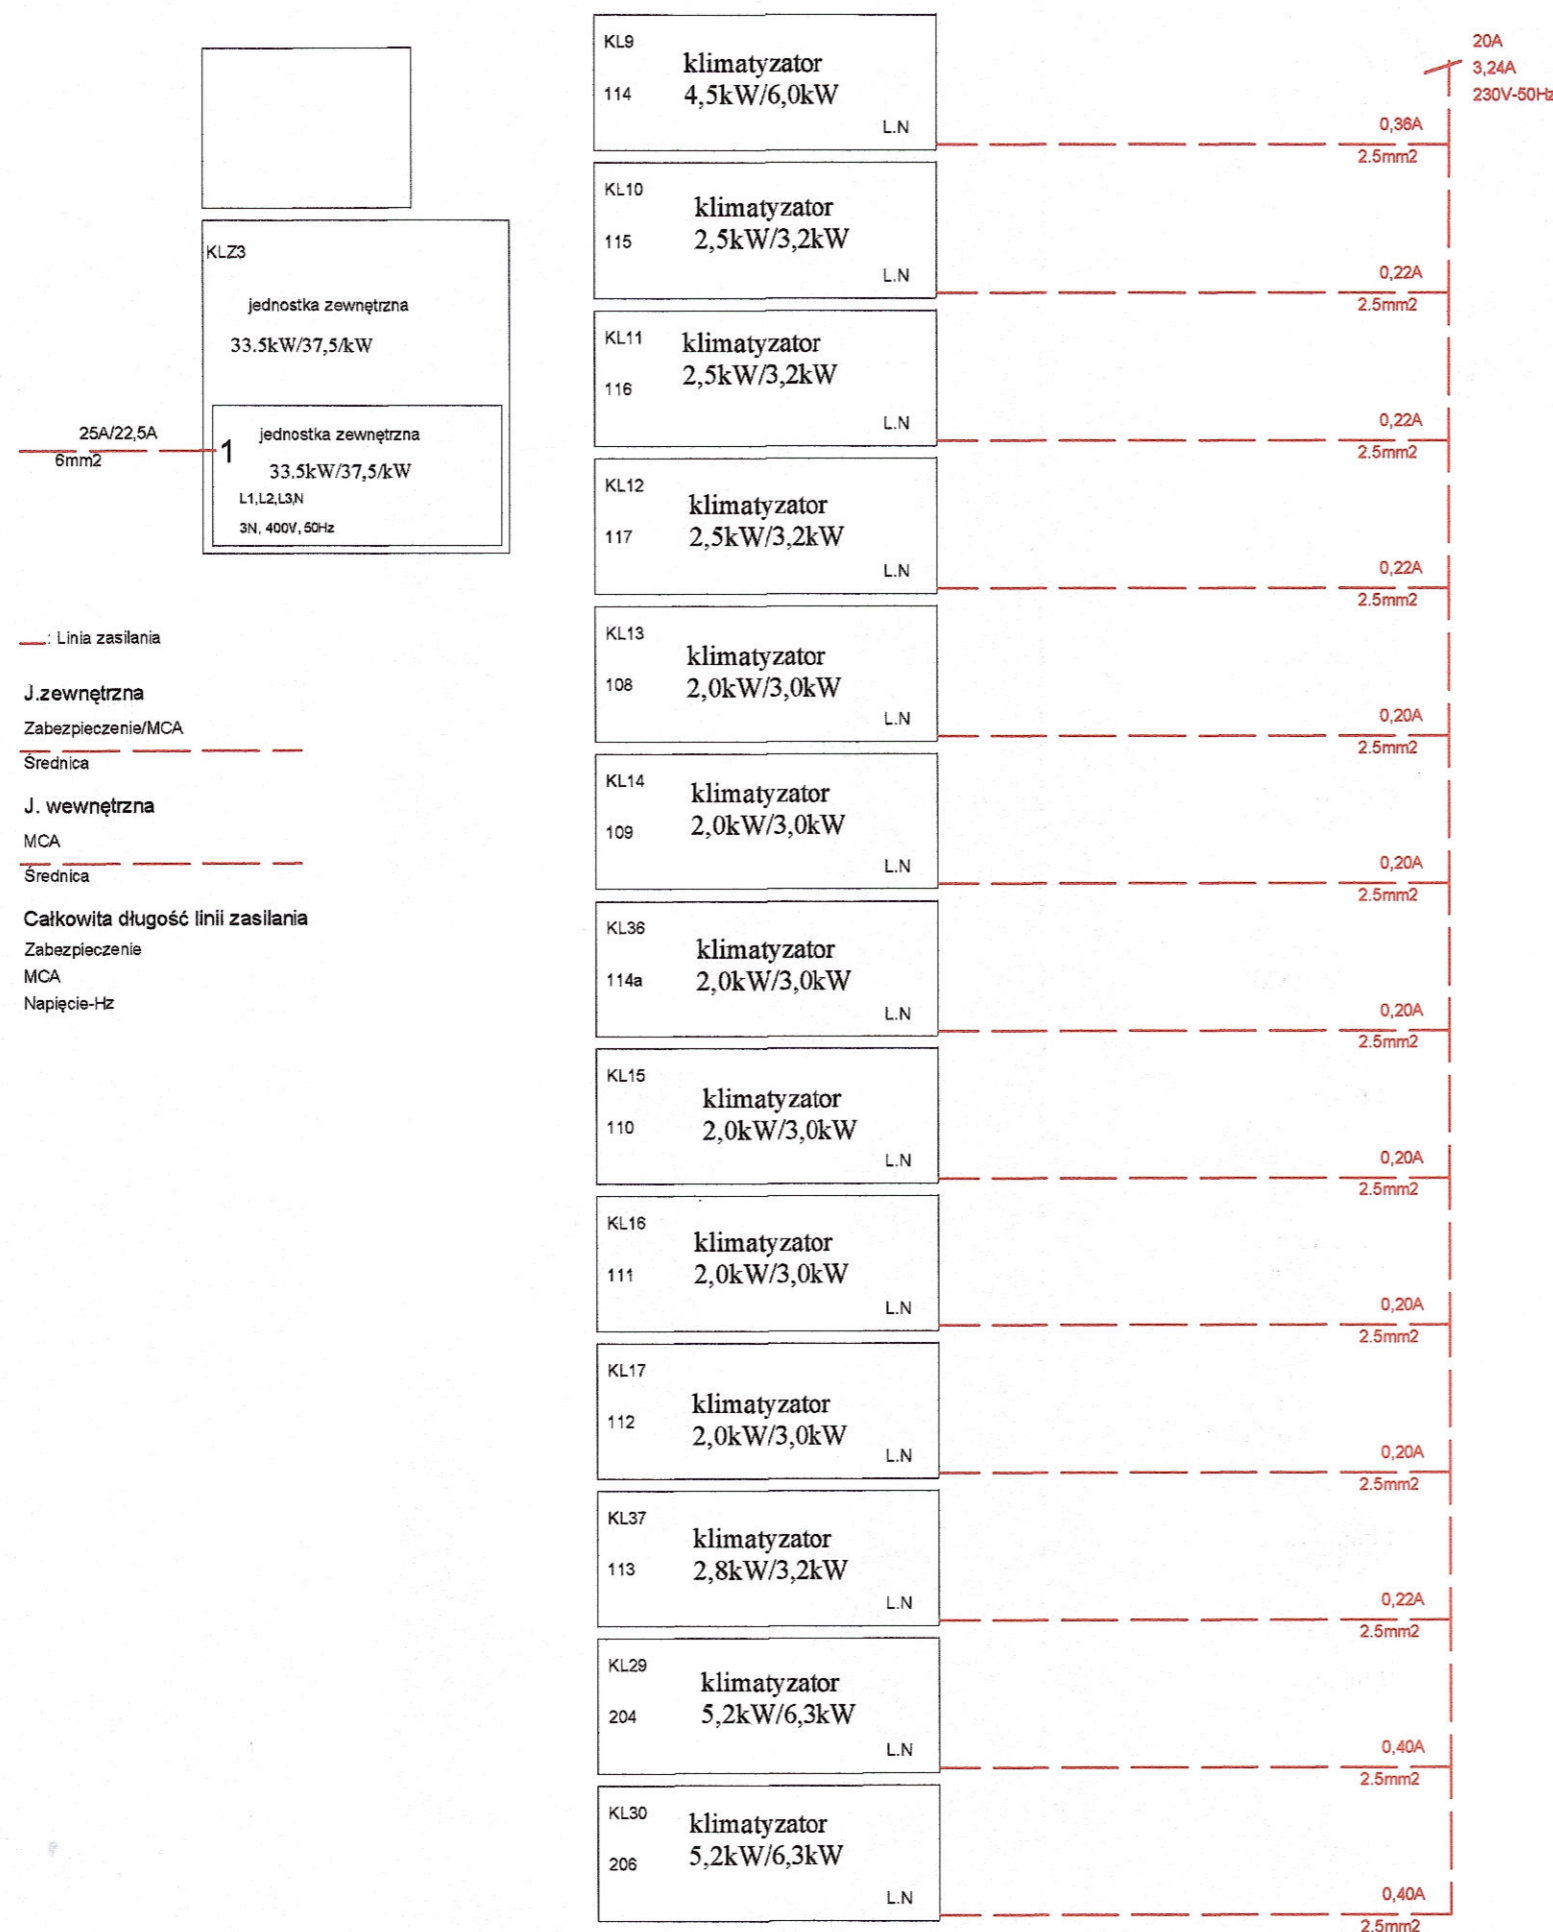 KLZ3
jednostka zewnętrzna
33.5kW/37,5/kW
25A/22,5A
6mm2
1
jednostka zewnętrzna
33.5kW/37,5/kW
L1,L2,L3,N
3N, 400V, 50Hz
: Linia zasilania
J.zewnętrzna
Zabezpieczenie/MCA
Średnica
J. wewnętrzna
MCA
Średnica
Całkowita długość linii zasilania
Zabezpieczenie
MCA
Napięcie-Hz
20A
3,24A
230V-50Hz
KL9
klimatyzator
114
4,5kW/6,0kW
L.N
0,36A
2.5mm2
KL10
klimatyzator
115
2,5kW/3,2kW
L.N
0,22A
2.5mm2
KL11
klimatyzator
116
2,5kW/3,2kW
L.N
0,22A
2.5mm2
KL12
klimatyzator
117
2,5kW/3,2kW
L.N
0,22A
2.5mm2
KL13
klimatyzator
108
2,0kW/3,0kW
L.N
0,20A
2.5mm2
KL14
klimatyzator
109
2,0kW/3,0kW
L.N
0,20A
2.5mm2
KL36
klimatyzator
114a
2,0kW/3,0kW
L.N
0,20A
2.5mm2
KL15
klimatyzator
110
2,0kW/3,0kW
L.N
0,20A
2.5mm2
KL16
klimatyzator
111
2,0kW/3,0kW
L.N
0,20A
2.5mm2
KL17
klimatyzator
112
2,0kW/3,0kW
L.N
0,20A
2.5mm2
KL37
klimatyzator
113
2,8kW/3,2kW
L.N
0,22A
2.5mm2
KL29
klimatyzator
204
5,2kW/6,3kW
L.N
0,40A
2.5mm2
KL30
klimatyzator
206
5,2kW/6,3kW
L.N
0,40A
2.5mm2